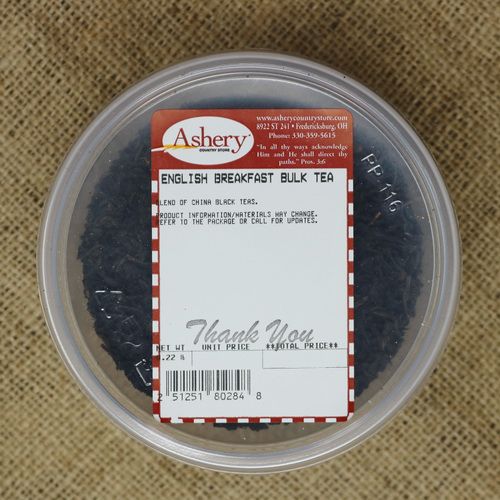 Ashery
COUNTRY STORE
www.asherycountrystore.com
8922 ST 241 • Fredericksburg, OH
Phone: 330-359-5615
"In all thy ways acknowledge
Him and He shall direct thy
paths." Prov. 3:6
ENGLISH BREAKFAST BULK TEA
BLEND OF CHINA BLACK TEAS.
PRODUCT INFORMATION/MATERIALS MAY CHANGE.
REFER TO THE PACKAGE OR CALL FOR UPDATES.
Thank You
NET WT UNIT PRICE **TOTAL PRICE**
0.22 lb
2 51251 80284 8
PP 116